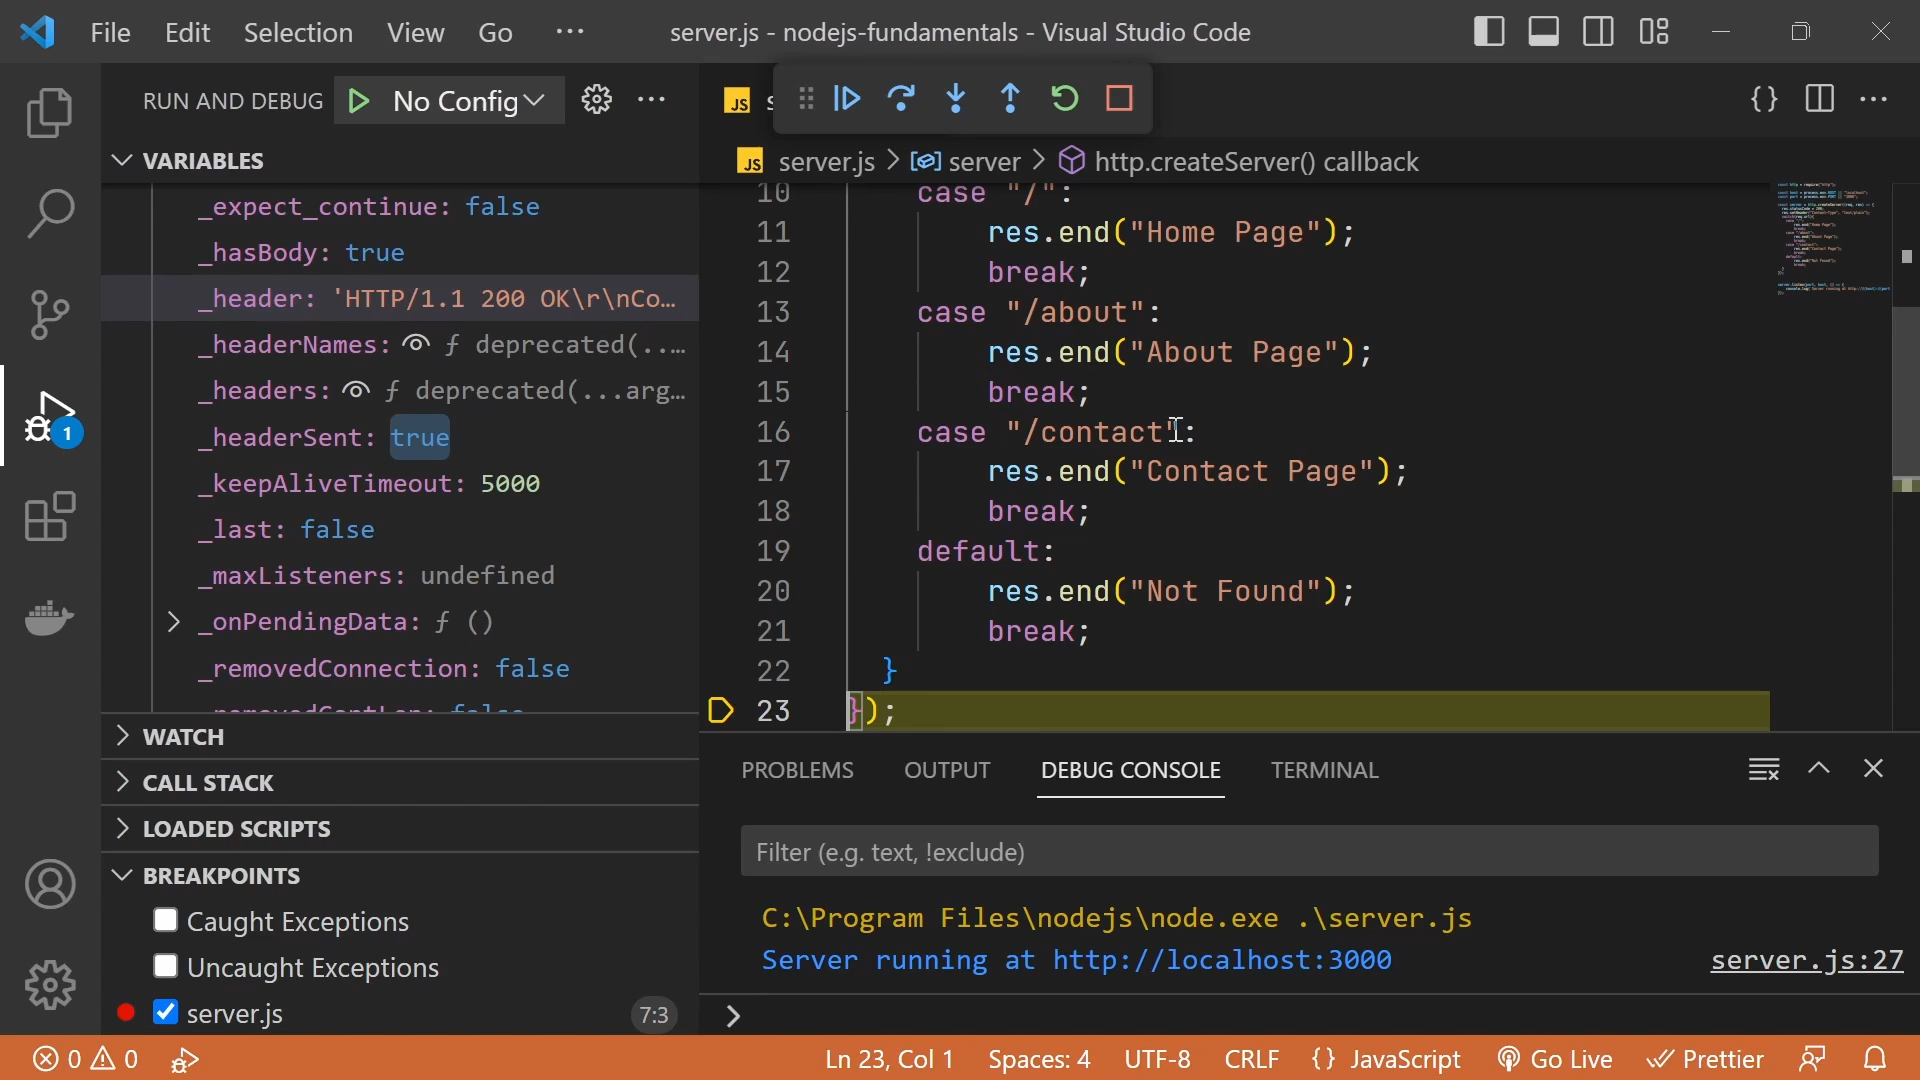 File Edit Selection View Go ··· server.js - nodejs-fundamentals - Visual Studio Code
RUN AND DEBUG No Config ···
JS
VARIABLES
_expect_continue: false
_hasBody: true
_header: 'HTTP/1.1 200 OK\r\nCo…
_headerNames: ƒ deprecated(..…
_headers: ƒ deprecated(...arg…
_headerSent: true
_keepAliveTimeout: 5000
_last: false
_maxListeners: undefined
_onPendingData: ƒ ()
_removedConnection: false
WATCH
CALL STACK
LOADED SCRIPTS
BREAKPOINTS
Caught Exceptions
Uncaught Exceptions
server.js 7:3
1
JS server.js > server > http.createServer() callback
10 case "/":
11 res.end("Home Page");
12 break;
13 case "/about":
14 res.end("About Page");
15 break;
16 case "/contact":
17 res.end("Contact Page");
18 break;
19 default:
20 res.end("Not Found");
21 break;
22 }
23 });
PROBLEMS OUTPUT DEBUG CONSOLE TERMINAL
Filter (e.g. text, !exclude)
C:\Program Files\nodejs\node.exe .\server.js
Server running at http://localhost:3000 server.js:27
>
0 0 Ln 23, Col 1 Spaces: 4 UTF-8 CRLF {} JavaScript Go Live Prettier